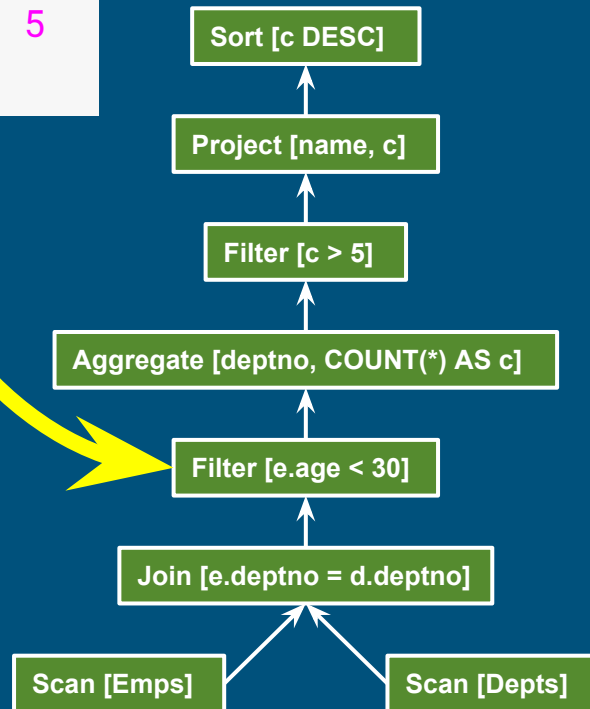 5
Sort [c DESC]
Project [name, c]
Filter [c > 5]
Aggregate [deptno, COUNT(*) AS c]
Filter [e.age < 30]
Join [e.deptno = d.deptno]
Scan [Emps]
Scan [Depts]